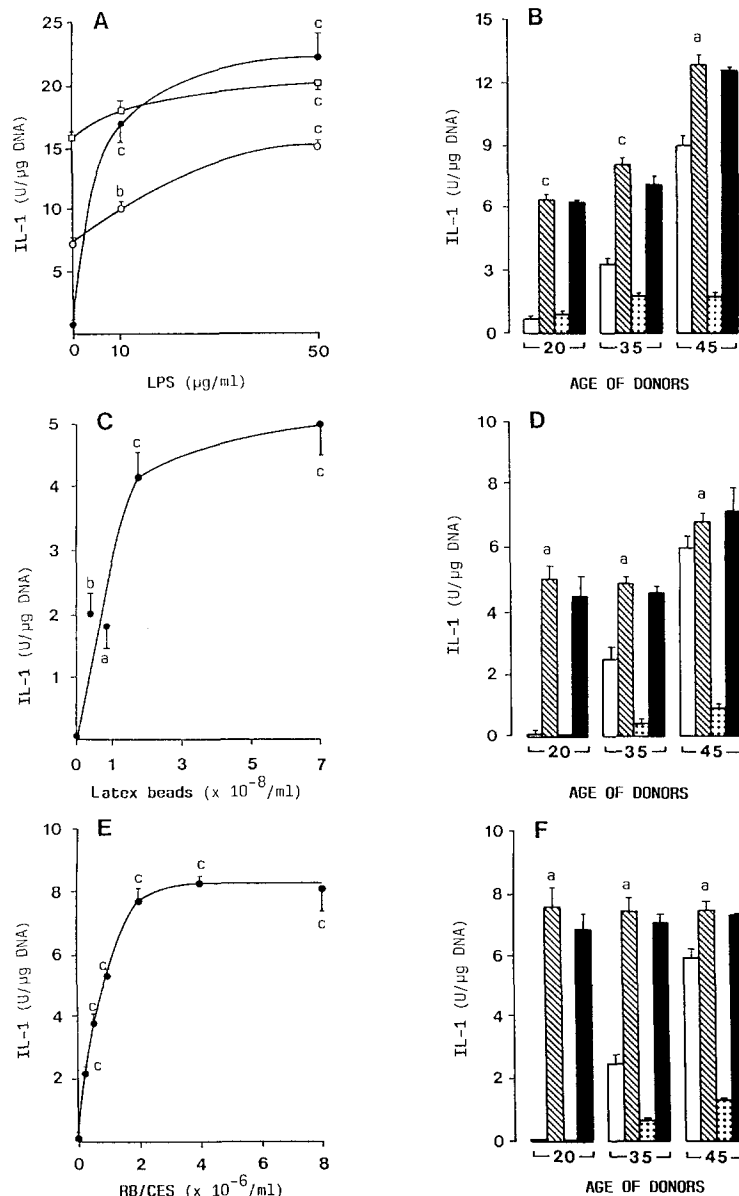 A
25
20
15
10
5
IL-1 (U/µg DNA)
c
c
c
c
b
0
10
50
LPS (µg/ml)
B
15
12
9
6
3
0
IL-1 (U/µg DNA)
c
c
a
20
35
45
AGE OF DONORS
C
5
4
3
2
1
IL-1 (U/µg DNA)
c
c
b
a
0
1
3
5
7
Latex beads (x 10-8/ml)
D
10
8
6
4
2
0
IL-1 (U/µg DNA)
a
a
a
20
35
45
AGE OF DONORS
E
10
8
6
4
2
IL-1 (U/µg DNA)
c
c
c
c
c
c
0
2
4
6
8
RB/CES (x 10-6/ml)
F
10
8
6
4
2
0
IL-1 (U/µg DNA)
a
a
a
20
35
45
AGE OF DONORS